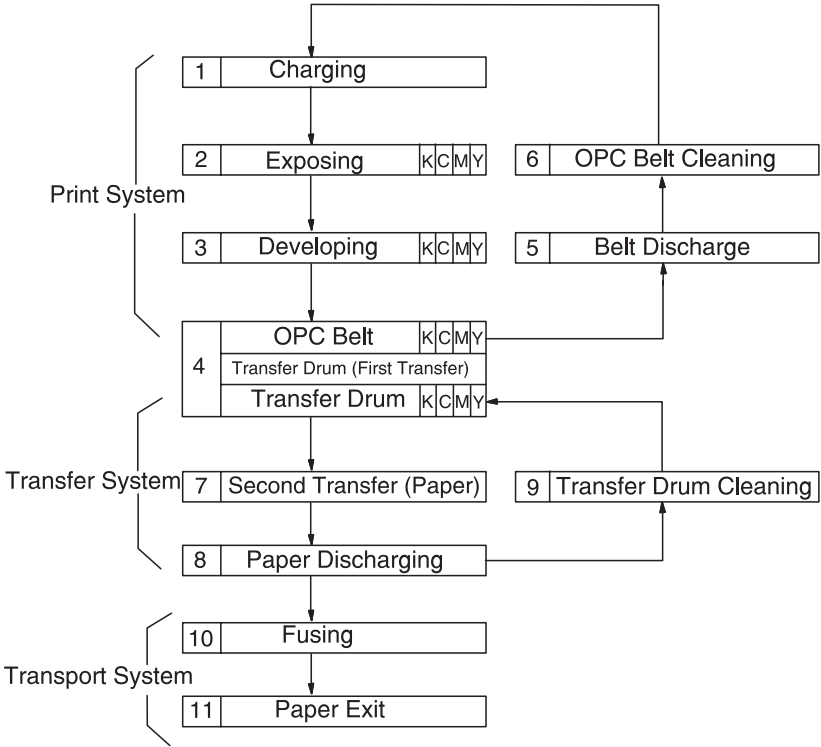 1 Charging
2 Exposing K C M Y
6 OPC Belt Cleaning
Print System
3 Developing K C M Y
5 Belt Discharge
4
OPC Belt K C M Y
Transfer Drum (First Transfer)
Transfer Drum K C M Y
Transfer System
7 Second Transfer (Paper)
9 Transfer Drum Cleaning
8 Paper Discharging
10 Fusing
Transport System
11 Paper Exit